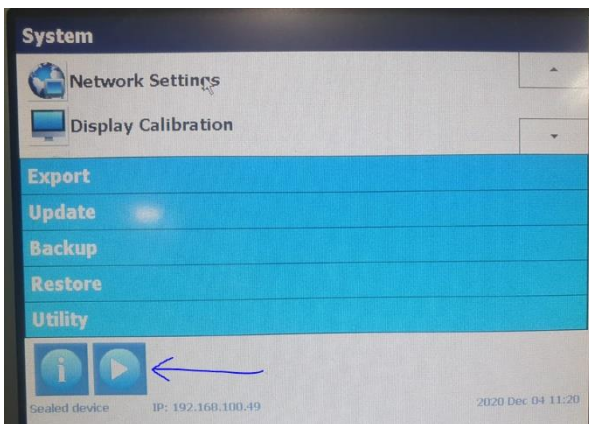 System
Network Settings
Display Calibration
Export
Update
Backup
Restore
Utility
i
Sealed device IP: 192.168.100.49 2020 Dec 04 11:20